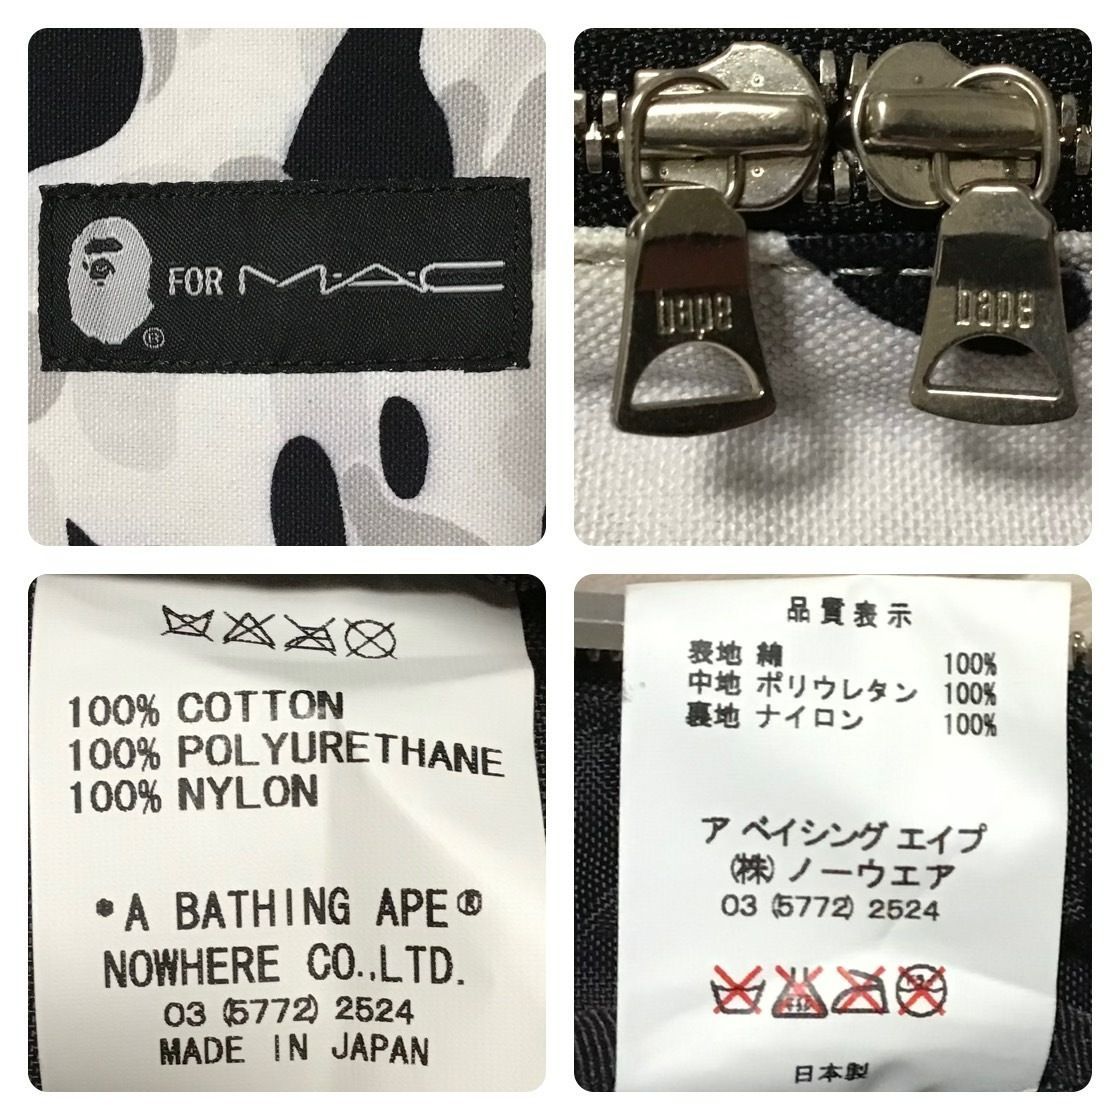 FOR M·A·C
®
bape
bape
100% COTTON
100% POLYURETHANE
100% NYLON
*A BATHING APE®
NOWHERE CO.,LTD.
03 (5772) 2524
MADE IN JAPAN
品質表示
表地 綿 100%
中地 ポリウレタン 100%
裏地 ナイロン 100%
ア ベイシング エイプ
(株) ノーウエア
03 (5772) 2524
日本製